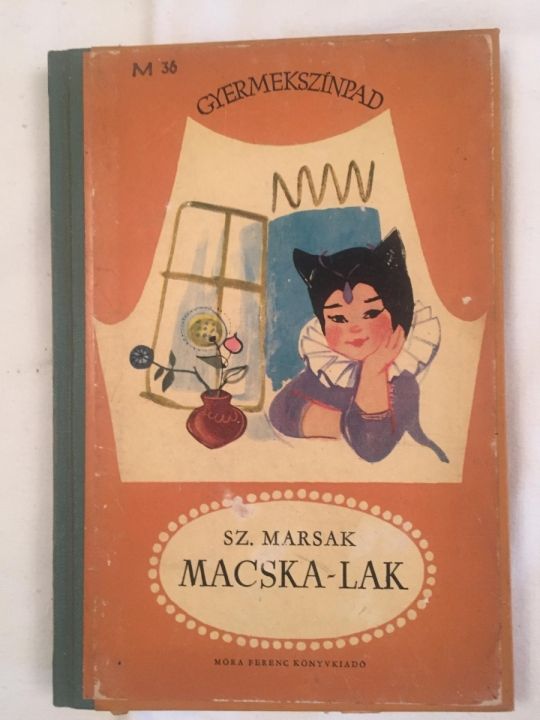 M 36
GYERMEKSZÍNPAD
SZ. MARSAK
MACSKA-LAK
MÓRA FERENC KÖNYVKIADÓ